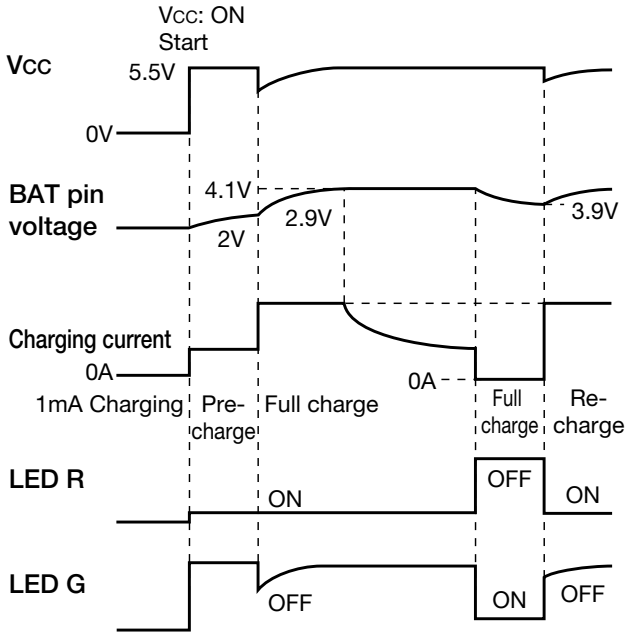 VCC: ON
Start
VCC
5.5V
0V
BAT pin
voltage
4.1V
2.9V
2V
3.9V
Charging current
0A
0A
1mA Charging
Pre-
charge
Full charge
Full
charge
Re-
charge
LED R
ON
OFF
ON
LED G
OFF
ON
OFF